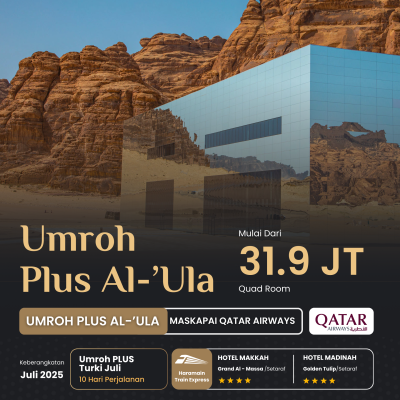 Umroh
Plus Al-'Ula
Mulai Dari
31.9 JT
Quad Room
UMROH PLUS AL-'ULA
MASKAPAI QATAR AIRWAYS
QATAR
AIRWAYS القطرية
Keberangkatan
Juli 2025
Umroh PLUS
Turki Juli
10 Hari Perjalanan
Haramain
Train Express
HOTEL MAKKAH
Grand Al - Massa /Setaraf
HOTEL MADINAH
Golden Tulip/Setaraf